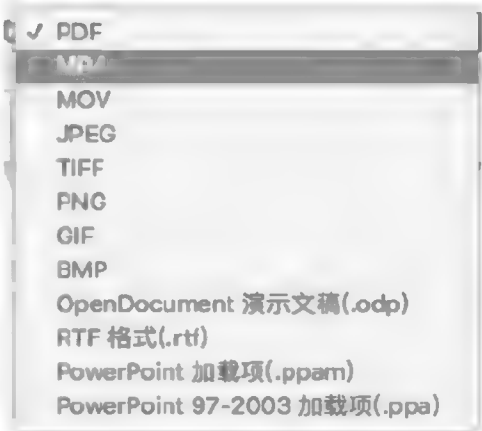 ✓ PDF
MP4
MOV
JPEG
TIFF
PNG
GIF
BMP
OpenDocument 演示文稿(.odp)
RTF 格式(.rtf)
PowerPoint 加载项(.ppam)
PowerPoint 97-2003 加载项(.ppa)